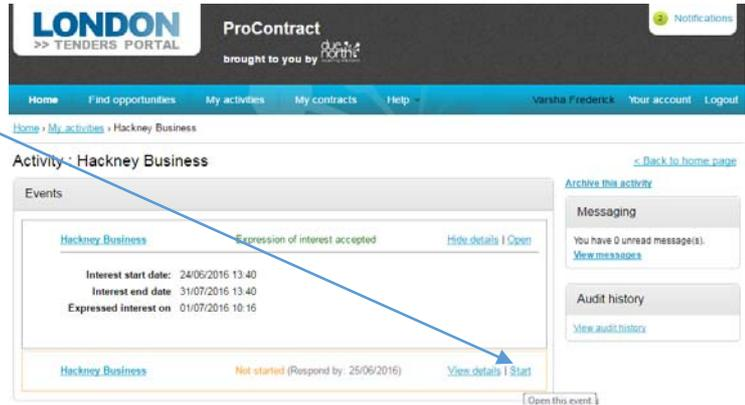 LONDON
>> TENDERS PORTAL
ProContract
brought to you by due north
2 Notifications
Home Find opportunities My activities My contracts Help Varsha Frederick Your account Logout
Home › My activities › Hackney Business
Activity : Hackney Business
< Back to home page
Events
Archive this activity
Hackney Business Expression of interest accepted Hide details | Open
Interest start date: 24/06/2016 13:40
Interest end date 31/07/2016 13:40
Expressed interest on 01/07/2016 10:16
Messaging
You have 0 unread message(s).
View messages
Audit history
View audit history
Hackney Business Not started (Respond by: 25/06/2016) View details | Start
Open this event